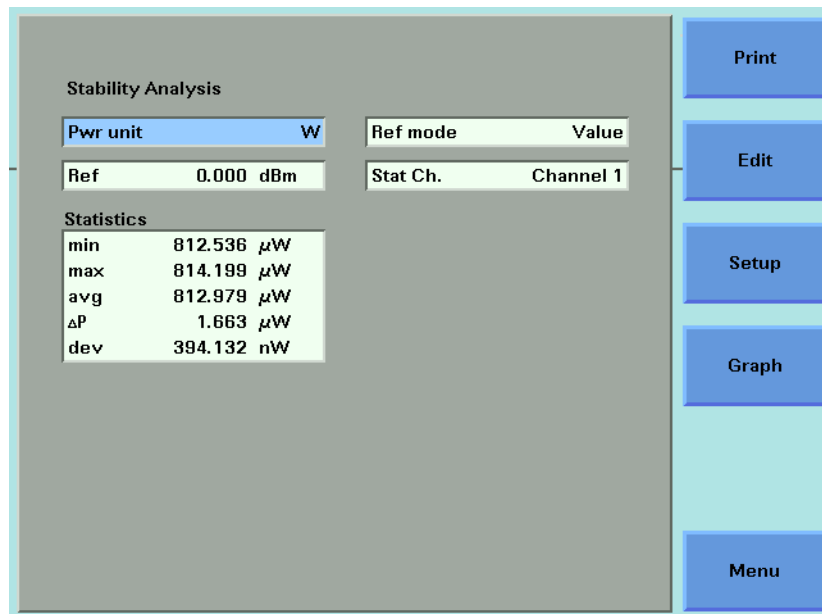 Stability Analysis
Pwr unit W
Ref mode Value
Ref 0.000 dBm
Stat Ch. Channel 1
Statistics
min 812.536 µW
max 814.199 µW
avg 812.979 µW
△P 1.663 µW
dev 394.132 nW
Print
Edit
Setup
Graph
Menu